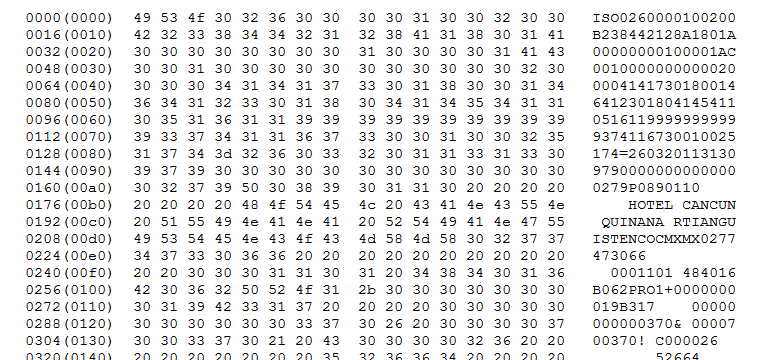 0000(0000) 49 53 4f 30 32 36 30 30 30 30 31 30 30 32 30 30 ISO0260000100200
0016(0010) 42 32 33 38 34 34 32 31 32 38 41 31 38 30 31 41 B238442128A1801A
0032(0020) 30 30 30 30 30 30 30 30 31 30 30 30 30 31 41 43 00000000100001AC
0048(0030) 30 30 31 30 30 30 30 30 30 30 30 30 30 30 32 30 0010000000000020
0064(0040) 30 30 30 34 31 34 31 37 33 30 31 38 30 30 31 34 0004141730180014
0080(0050) 36 34 31 32 33 30 31 38 30 34 31 34 35 34 31 31 6412301804145411
0096(0060) 30 35 31 36 31 31 39 39 39 39 39 39 39 39 39 39 0516119999999999
0112(0070) 39 33 37 34 31 31 36 37 33 30 30 31 30 30 32 35 9374116730010025
0128(0080) 31 37 34 3d 32 36 30 33 32 30 31 31 33 31 33 30 174=260320113130
0144(0090) 39 37 39 30 30 30 30 30 30 30 30 30 30 30 30 30 9790000000000000
0160(00a0) 30 32 37 39 50 30 38 39 30 31 31 30 20 20 20 20 0279P0890110
0176(00b0) 20 20 20 20 48 4f 54 45 4c 20 43 41 4e 43 55 4e HOTEL CANCUN
0192(00c0) 20 51 55 49 4e 41 4e 41 20 52 54 49 41 4e 47 55 QUINANA RTIANGU
0208(00d0) 49 53 54 45 4e 43 4f 43 4d 58 4d 58 30 32 37 37 ISTENCOCMXMX0277
0224(00e0) 34 37 33 30 36 36 20 20 20 20 20 20 20 20 20 20 473066
0240(00f0) 20 20 30 30 30 31 31 30 31 20 34 38 34 30 31 36 0001101 484016
0256(0100) 42 30 36 32 50 52 4f 31 2b 30 30 30 30 30 30 30 B062PRO1+0000000
0272(0110) 30 31 39 42 33 31 37 20 20 20 20 30 30 30 30 30 019B317 00000
0288(0120) 30 30 30 30 30 30 33 37 30 26 20 30 30 30 30 37 000000370& 00007
0304(0130) 30 30 33 37 30 21 20 43 30 30 30 30 32 36 20 20 00370! C000026
0320(0140) 20 20 20 20 20 20 20 35 32 36 36 34 20 20 20 20 52664